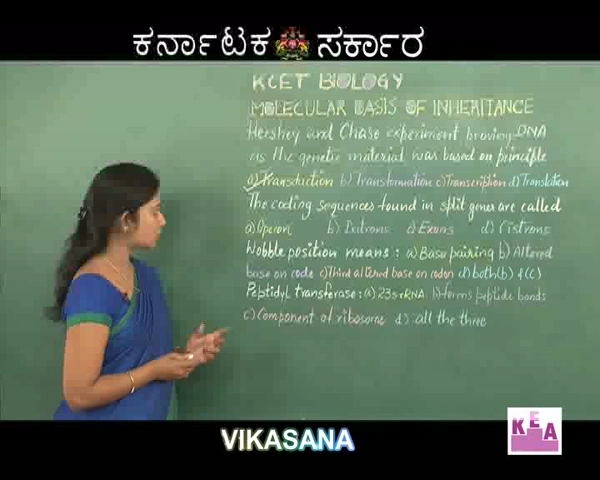 ಕರ್ನಾಟಕ ಸರ್ಕಾರ
KCET BIOLOGY
MOLECULAR BASIS OF INHERITANCE
Hershey and Chase experiment proving DNA
as the genetic material was based on principle
a) Transduction b) Transformation c) Transcription d) Translation
The coding sequences found in split genes are called
a) Operon b) Introns c) Exons d) Cistrons
Wobble position means : a) Base pairing b) Altered
base on code c) Third altered base on codon d) both (b) & (c)
Peptidyl transferase : a) 23s rRNA b) forms peptide bonds
c) Component of ribosome d) all the three
KEA
VIKASANA